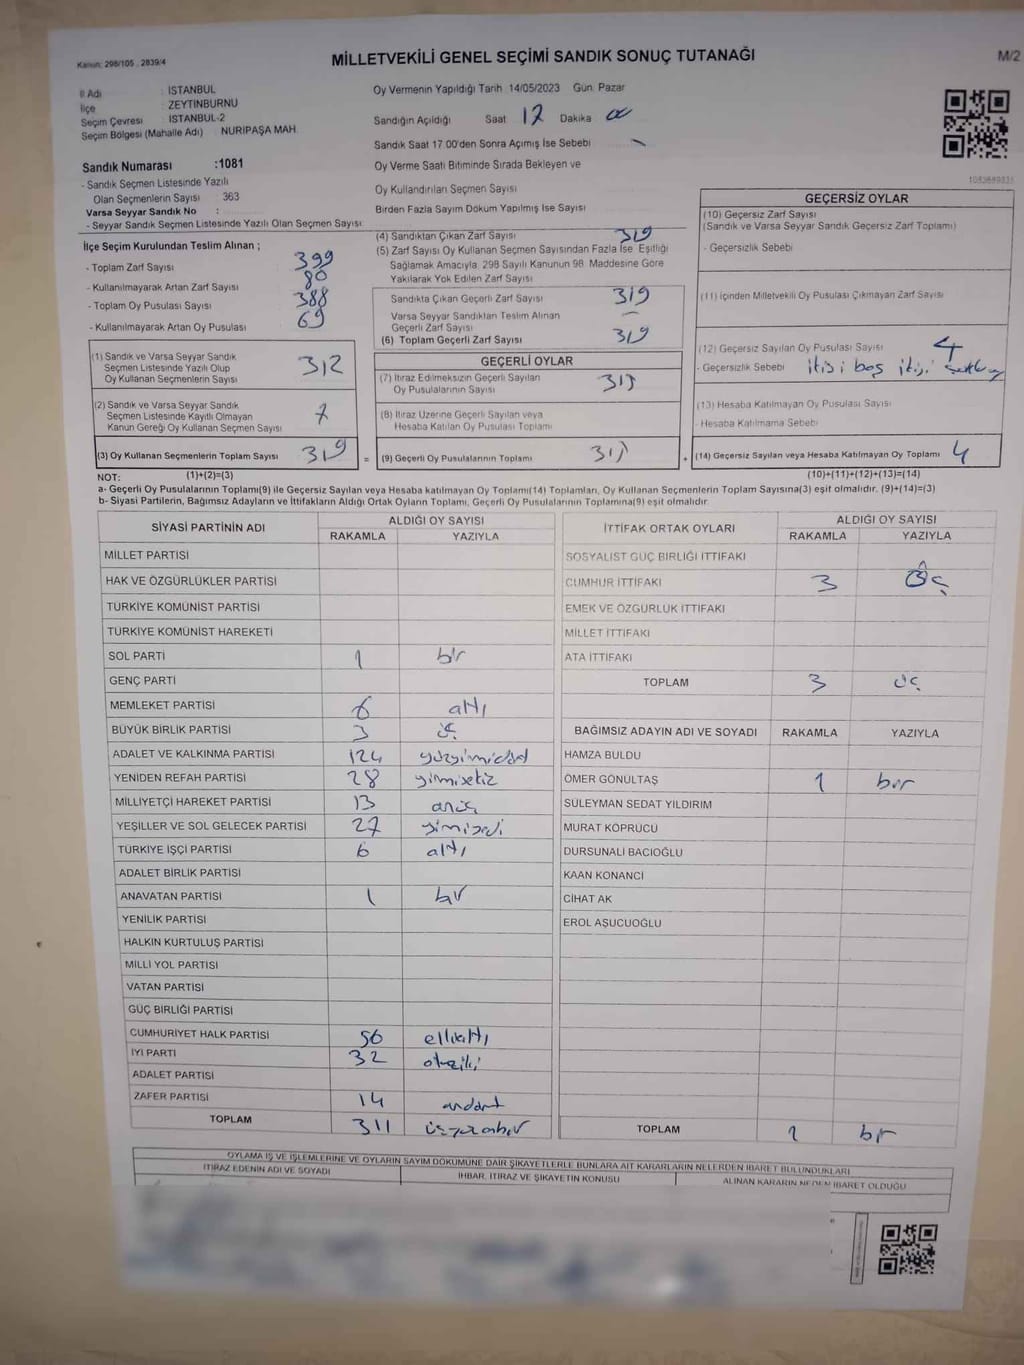 Kanun: 298/105 , 2839/4
MİLLETVEKİLİ GENEL SEÇİMİ SANDIK SONUÇ TUTANAĞI
M/2
İl Adı : İSTANBUL
İlçe : ZEYTİNBURNU
Seçim Çevresi : İSTANBUL-2
Seçim Bölgesi (Mahalle Adı) : NURİPAŞA MAH.
Oy Vermenin Yapıldığı Tarih 14/05/2023 Gün Pazar
Sandığın Açıldığı Saat 17 Dakika 00
Sandık Saat 17.00'den Sonra Açımış İse Sebebi
Oy Verme Saati Bitiminde Sırada Bekleyen ve
Oy Kullandırılan Seçmen Sayısı
Birden Fazla Sayım Döküm Yapılmış İse Sayısı
Sandık Numarası :1081
- Sandık Seçmen Listesinde Yazılı
Olan Seçmenlerin Sayısı : 363
Varsa Seyyar Sandık No :
- Seyyar Sandık Seçmen Listesinde Yazılı Olan Seçmen Sayısı
İlçe Seçim Kurulundan Teslim Alınan ;
- Toplam Zarf Sayısı 399
- Kullanılmayarak Artan Zarf Sayısı 80
- Toplam Oy Pusulası Sayısı 388
- Kullanılmayarak Artan Oy Pusulası 69
(1) Sandık ve Varsa Seyyar Sandık
Seçmen Listesinde Yazılı Olup
Oy Kullanan Seçmenlerin Sayısı 312
(2) Sandık ve Varsa Seyyar Sandık
Seçmen Listesinde Kayıtlı Olmayan
Kanun Gereği Oy Kullanan Seçmen Sayısı 7
(3) Oy Kullanan Seçmenlerin Toplam Sayısı 319
(4) Sandıktan Çıkan Zarf Sayısı 319
(5) Zarf Sayısı Oy Kullanan Seçmen Sayısından Fazla İse Eşitliği
Sağlamak Amacıyla, 298 Sayılı Kanunun 98. Maddesine Göre
Yakılarak Yok Edilen Zarf Sayısı
Sandıkta Çıkan Geçerli Zarf Sayısı 319
Varsa Seyyar Sandıktan Teslim Alınan
Geçerli Zarf Sayısı
(6) Toplam Geçerli Zarf Sayısı 319
GEÇERLİ OYLAR
(7) İtiraz Edilmeksizin Geçerli Sayılan
Oy Pusulalarının Sayısı
(8) İtiraz Üzerine Geçerli Sayılan veya
Hesaba Katılan Oy Pusulası Toplamı
= (9) Geçerli Oy Pusulalarının Toplamı
GEÇERSİZ OYLAR
(10) Geçersiz Zarf Sayısı
(Sandık ve Varsa Seyyar Sandık Geçersiz Zarf Toplamı)
- Geçersizlik Sebebi
(11) İçinden Milletvekili Oy Pusulası Çıkmayan Zarf Sayısı
(12) Geçersiz Sayılan Oy Pusulası Sayısı 4
- Geçersizlik Sebebi ikisi boş ikisi
(13) Hesaba Katılmayan Oy Pusulası Sayısı
- Hesaba Katılmama Sebebi
+ (14) Geçersiz Sayılan veya Hesaba Katılmayan Oy Toplamı 4
NOT: (1)+(2)=(3) (10)+(11)+(12)+(13)=(14)
a- Geçerli Oy Pusulalarının Toplamı(9) ile Geçersiz Sayılan veya Hesaba katılmayan Oy Toplamı(14) Toplamları, Oy Kullanan Seçmenlerin Toplam Sayısına(3) eşit olmalıdır. (9)+(14)=(3)
b- Siyasi Partilerin, Bağımsız Adayların ve İttifakların Aldığı Ortak Oyların Toplamı, Geçerli Oy Pusulalarının Toplamına(9) eşit olmalıdır.
SİYASİ PARTİNİN ADI ALDIĞI OY SAYISI
RAKAMLA YAZIYLA
MİLLET PARTİSİ
HAK VE ÖZGÜRLÜKLER PARTİSİ
TÜRKİYE KOMÜNİST PARTİSİ
TÜRKİYE KOMÜNİST HAREKETİ
SOL PARTİ 1 bir
GENÇ PARTİ
MEMLEKET PARTİSİ 6 altı
BÜYÜK BİRLİK PARTİSİ 3 üç
ADALET VE KALKINMA PARTİSİ 124 yüzyirmidört
YENİDEN REFAH PARTİSİ 28 yirmisekiz
MİLLİYETÇİ HAREKET PARTİSİ 13 onüç
YEŞİLLER VE SOL GELECEK PARTİSİ 27 yirmiyedi
TÜRKİYE İŞÇİ PARTİSİ 6 altı
ADALET BİRLİK PARTİSİ
ANAVATAN PARTİSİ 1 bir
YENİLİK PARTİSİ
HALKIN KURTULUŞ PARTİSİ
MİLLİ YOL PARTİSİ
VATAN PARTİSİ
GÜÇ BİRLİĞİ PARTİSİ
CUMHURİYET HALK PARTİSİ 56 ellialtı
İYİ PARTİ 32 otuziki
ADALET PARTİSİ
ZAFER PARTİSİ 14 ondört
TOPLAM 311 üçyüzonbir
İTTİFAK ORTAK OYLARI ALDIĞI OY SAYISI
RAKAMLA YAZIYLA
SOSYALİST GÜÇ BİRLİĞİ İTTİFAKI
CUMHUR İTTİFAKI 3 Üç
EMEK VE ÖZGÜRLÜK İTTİFAKI
MİLLET İTTİFAKI
ATA İTTİFAKI
TOPLAM 3 üç
BAĞIMSIZ ADAYIN ADI VE SOYADI RAKAMLA YAZIYLA
HAMZA BULDU
ÖMER GÖNÜLTAŞ 1 bir
SÜLEYMAN SEDAT YILDIRIM
MURAT KÖPRÜCÜ
DURSUNALİ BACIOĞLU
KAAN KONANCİ
CİHAT AK
EROL AŞUCUOĞLU
TOPLAM 1 bir
OYLAMA İŞ VE İŞLEMLERİNE VE OYLARIN SAYIM DÖKÜMÜNE DAİR ŞİKAYETLERLE BUNLARA AİT KARARLARIN NELERDEN İBARET BULUNDUKLARI
İTİRAZ EDENİN ADI VE SOYADI İHBAR, İTİRAZ VE ŞİKAYETİN KONUSU ALINAN KARARIN NEDEN İBARET OLDUĞU